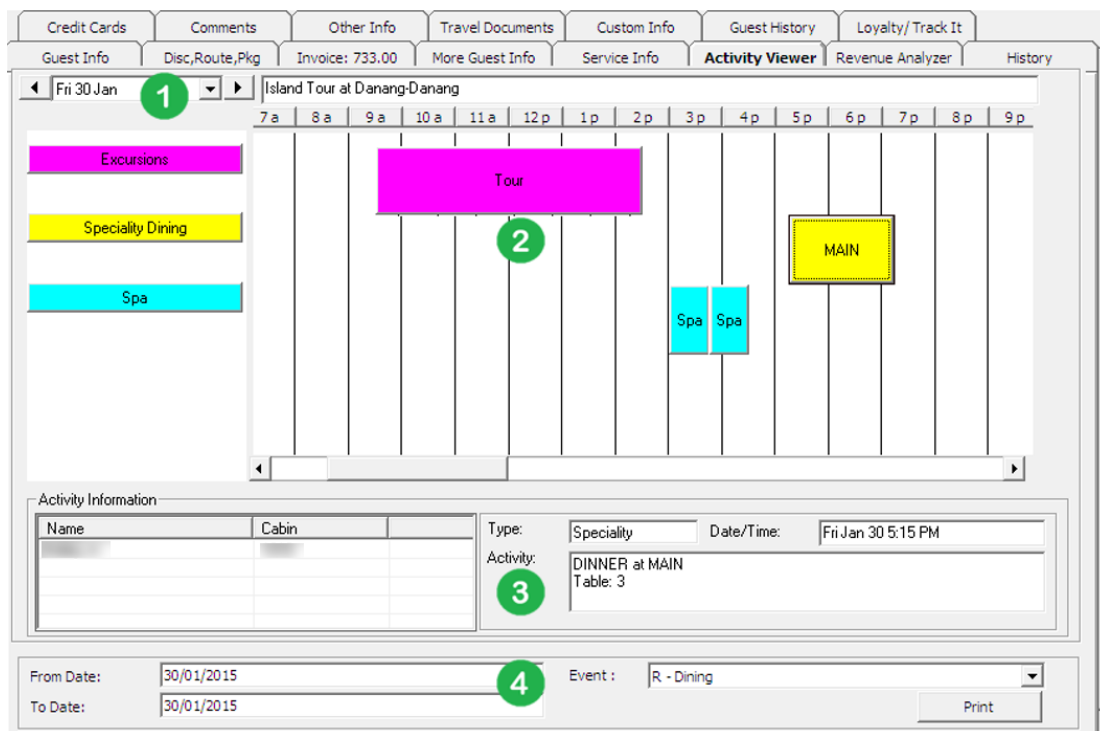 Credit Cards Comments Other Info Travel Documents Custom Info Guest History Loyalty/ Track It
Guest Info Disc,Route,Pkg Invoice: 733.00 More Guest Info Service Info Activity Viewer Revenue Analyzer History
Fri 30 Jan 1 Island Tour at Danang-Danang
7 a 8 a 9 a 10 a 11 a 12 p 1 p 2 p 3 p 4 p 5 p 6 p 7 p 8 p 9 p
Excursions Tour
Speciality Dining 2 MAIN
Spa Spa Spa
Activity Information
Name Cabin Type: Speciality Date/Time: Fri Jan 30 5:15 PM
Activity: DINNER at MAIN
3 Table: 3
From Date: 30/01/2015 4 Event : R - Dining
To Date: 30/01/2015 Print